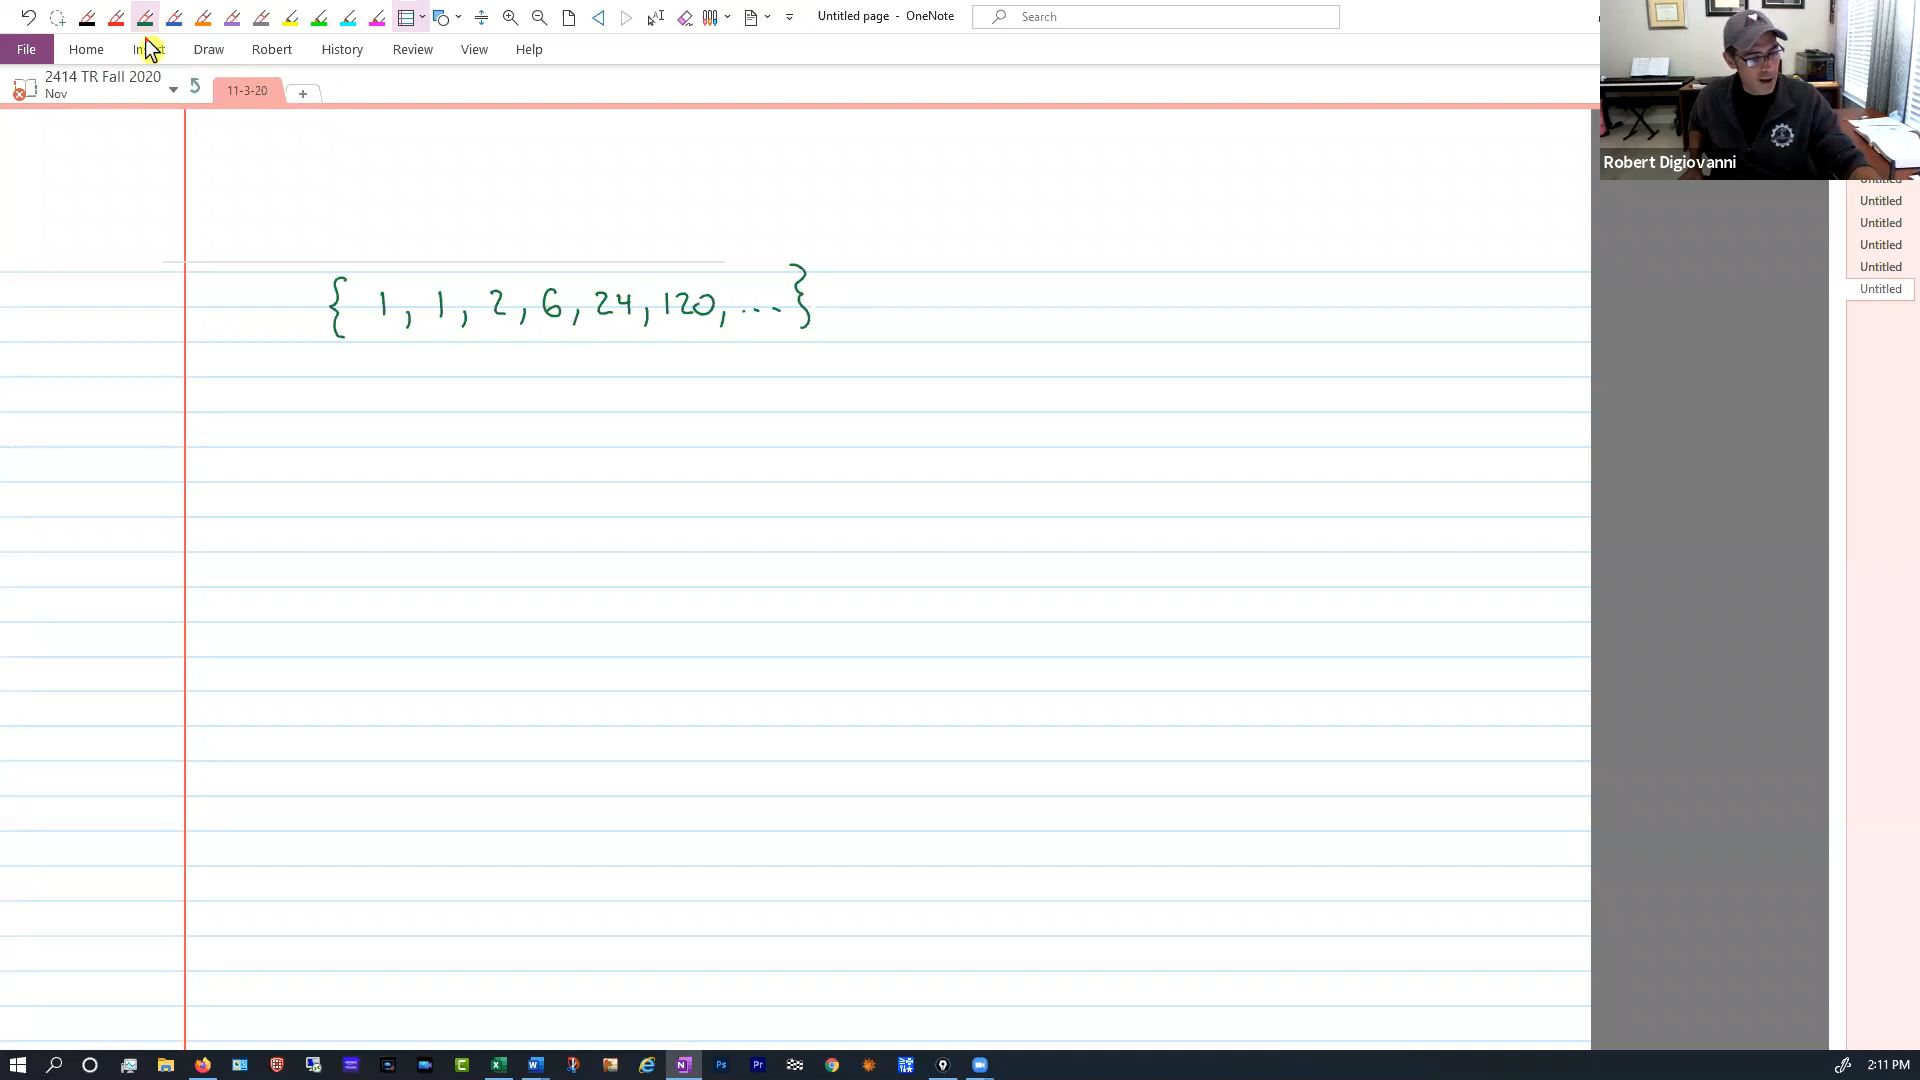 Untitled page - OneNote
Search
File
Home
Draw
Robert
History
Review
View
Help
2414 TR Fall 2020
Nov
11-3-20
Robert Digiovanni
Untitled
Untitled
Untitled
Untitled
Untitled
Untitled
{ 1, 1, 2, 6, 24, 120, ... }
2:11 PM